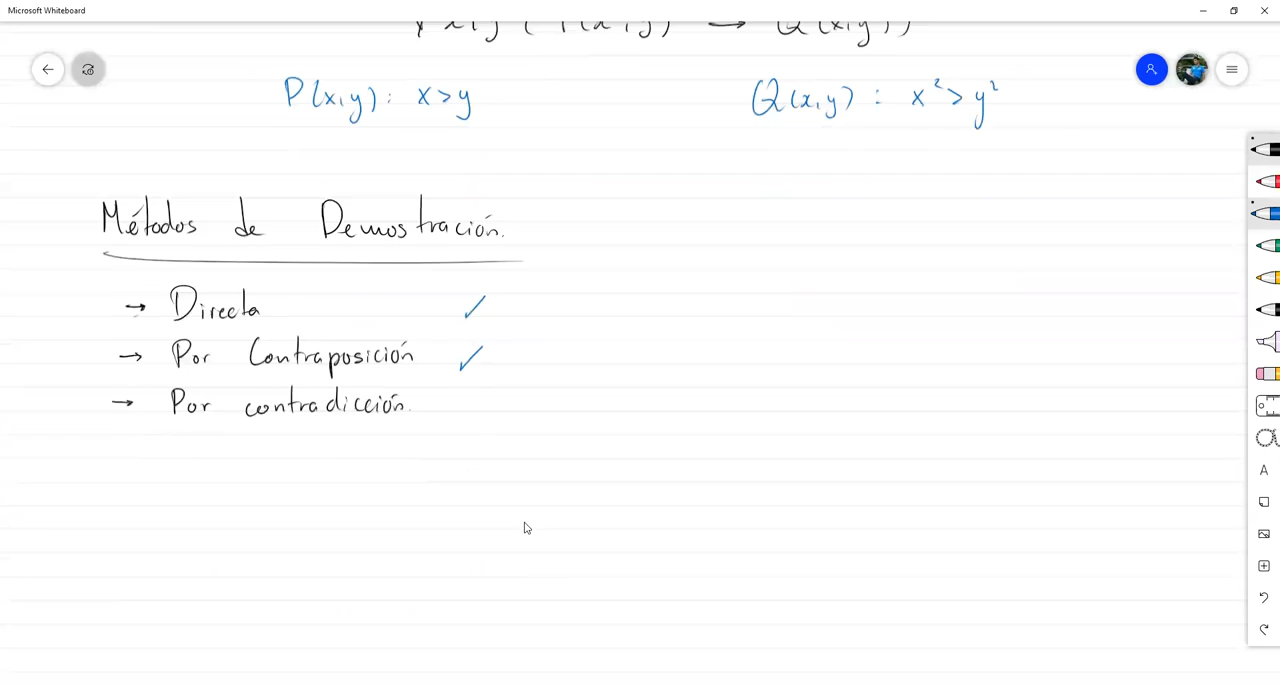 Microsoft Whiteboard
∀x,y (P(x,y) → Q(x,y))
P(x,y): x>y Q(x,y): x²>y²
Métodos de Demostración.
→ Directa ✓
→ Por Contraposición ✓
→ Por contradicción.
A